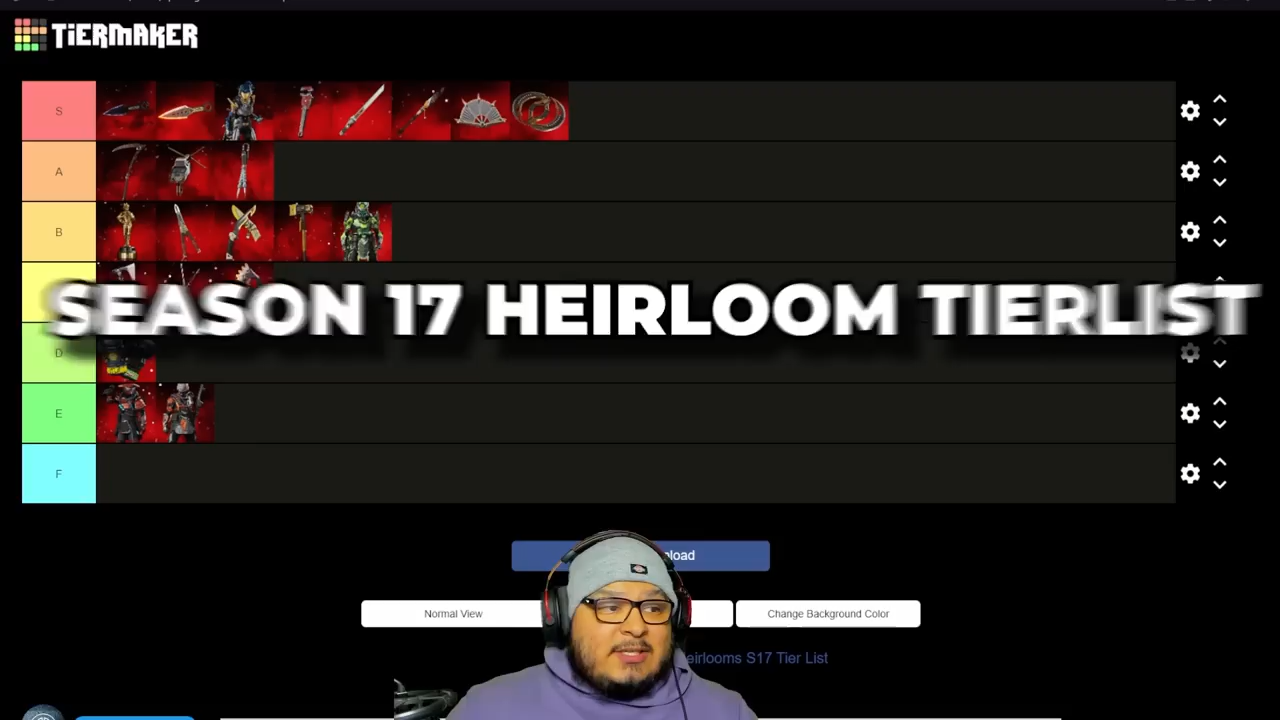 TiERMAKER
S
A
B
SEASON 17 HEIRLOOM TIERLIST
D
E
F
Normal View
Change Background Color
eirlooms S17 Tier List